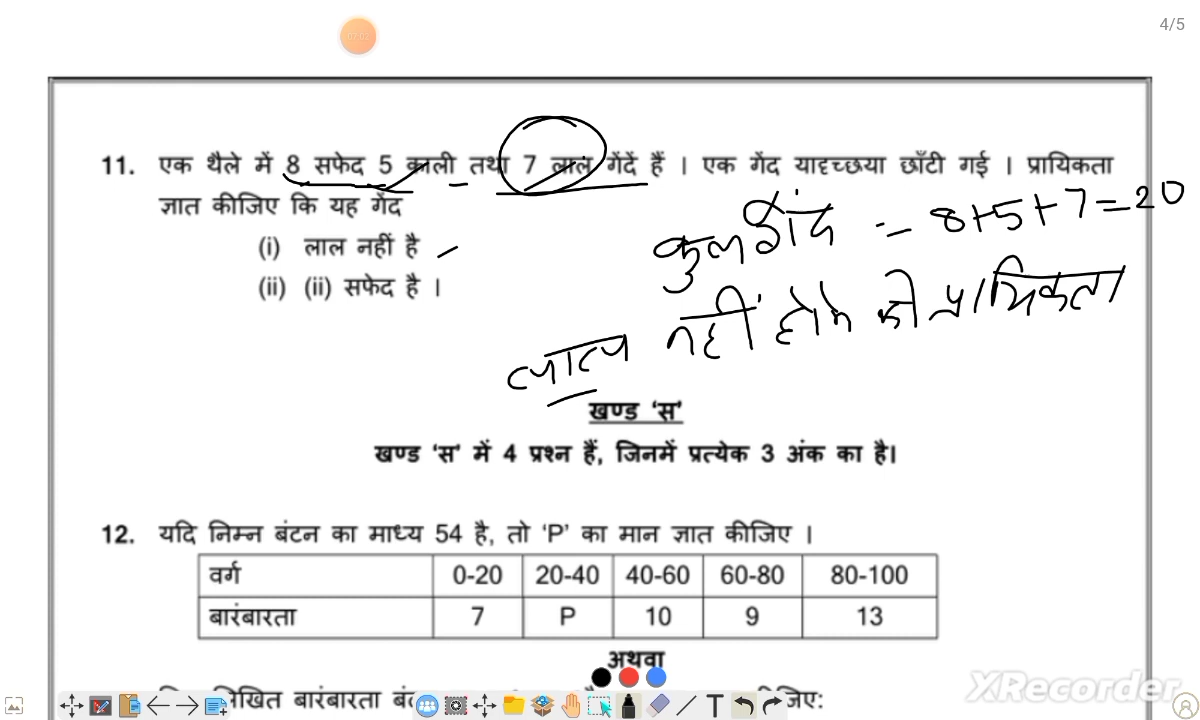 4/5
11. एक थैले में 8 सफेद 5 काली तथा 7 लाल गेंदें हैं । एक गेंद यादृच्छया छाँटी गई । प्रायिकता
ज्ञात कीजिए कि यह गेंद
(i) लाल नहीं है
(ii) (ii) सफेद है ।
कुल गेंद = 8+5+7=20
लाल नहीं होने की प्रायिकता
खण्ड ‘स’
खण्ड ‘स’ में 4 प्रश्न हैं, जिनमें प्रत्येक 3 अंक का है।
12. यदि निम्न बंटन का माध्य 54 है, तो ‘P’ का मान ज्ञात कीजिए ।
वर्ग 0-20 20-40 40-60 60-80 80-100
बारंबारता 7 P 10 9 13
अथवा
लिखित बारंबारता
XRecorder
T